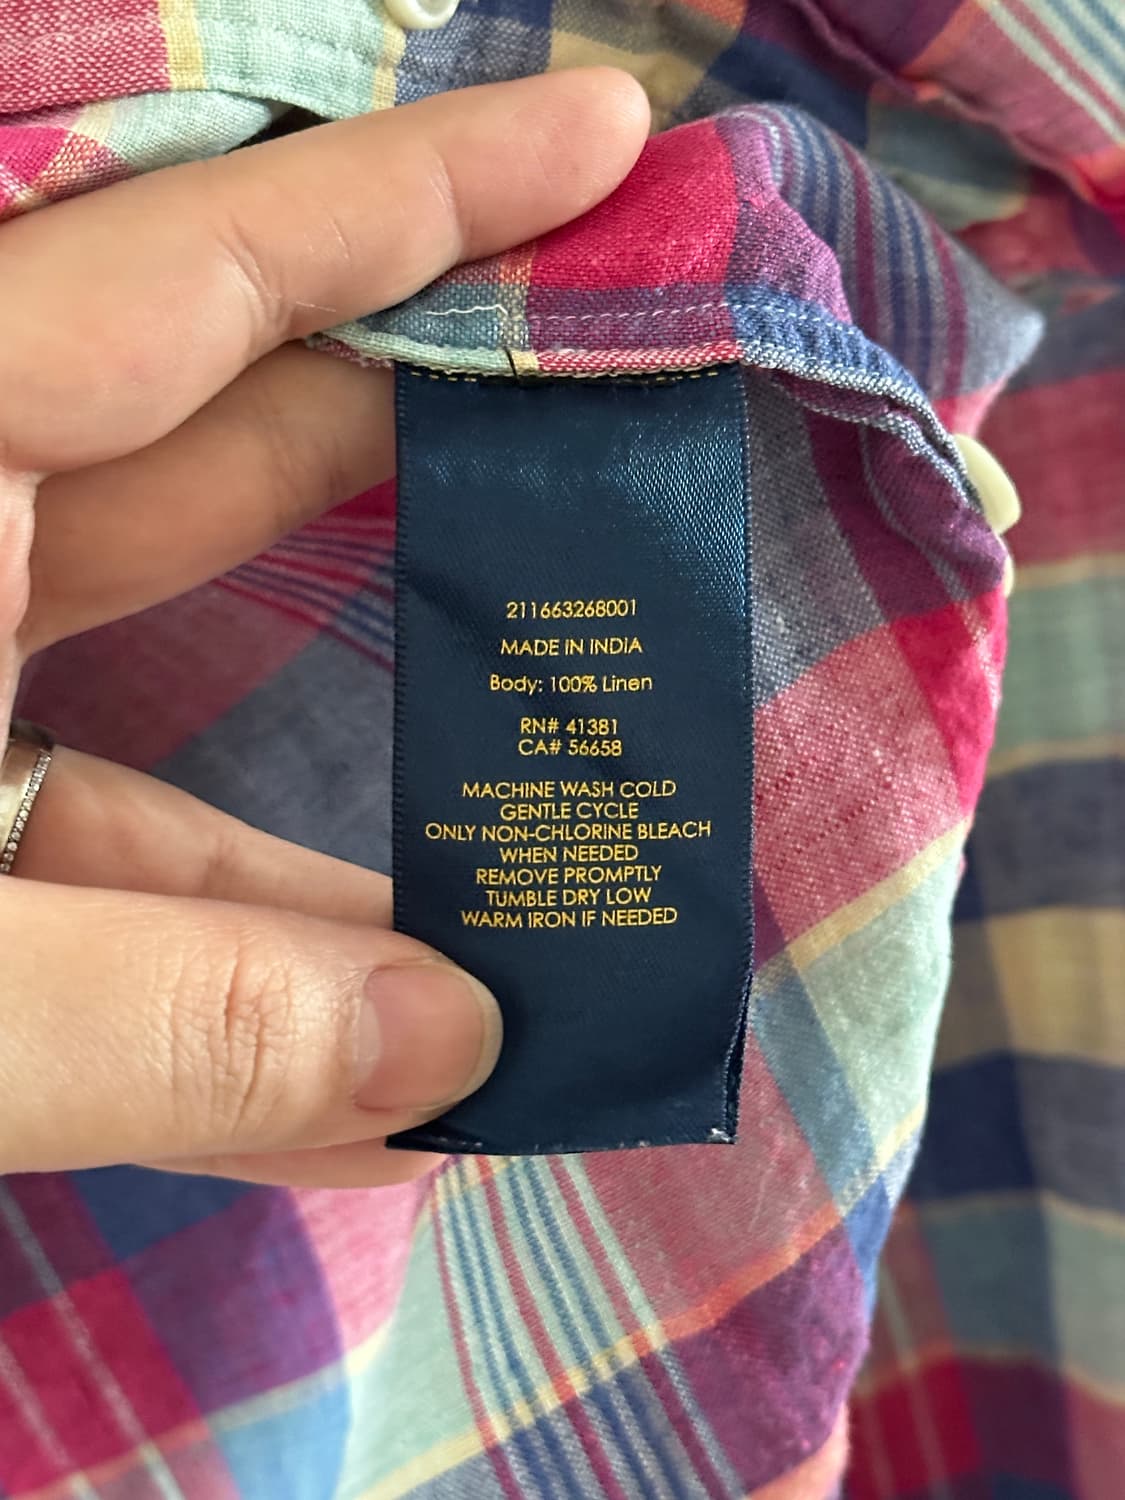 211663268001
MADE IN INDIA
Body: 100% Linen
RN# 41381
CA# 56658
MACHINE WASH COLD
GENTLE CYCLE
ONLY NON-CHLORINE BLEACH
WHEN NEEDED
REMOVE PROMPTLY
TUMBLE DRY LOW
WARM IRON IF NEEDED